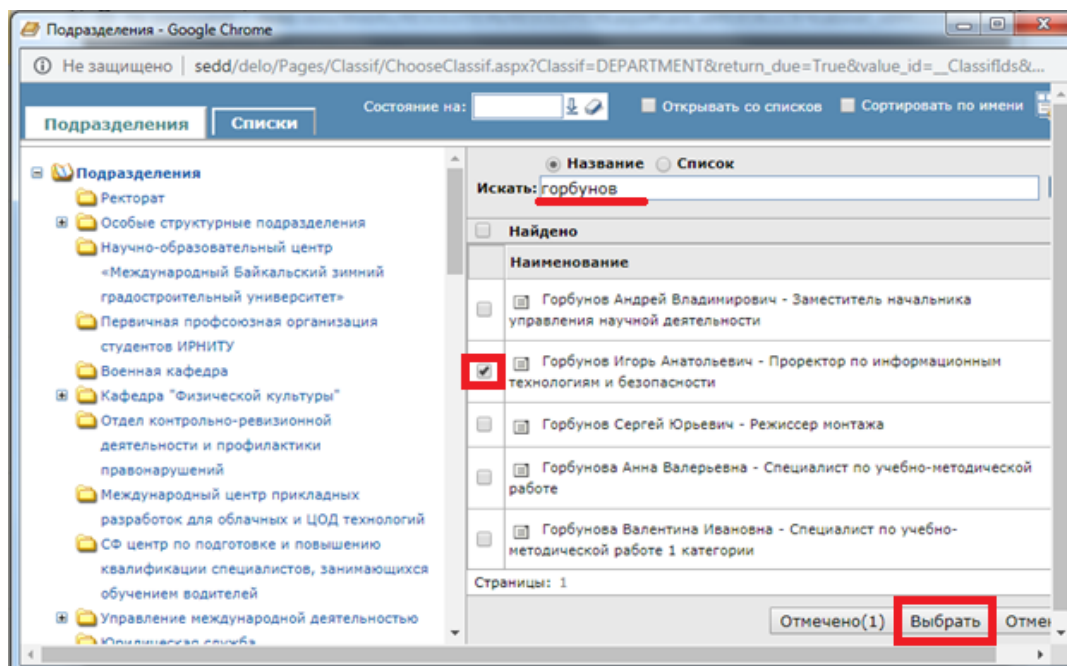 Подразделения - Google Chrome
Не защищено | sedd/delo/Pages/Classif/ChooseClassif.aspx?Classif=DEPARTMENT&return_due=True&value_id=__ClassifIds&...
Подразделения Списки Состояние на: Открывать со списков Сортировать по имени
Подразделения
Ректорат
Особые структурные подразделения
Научно-образовательный центр
«Международный Байкальский зимний
градостроительный университет»
Первичная профсоюзная организация
студентов ИРНИТУ
Военная кафедра
Кафедра "Физической культуры"
Отдел контрольно-ревизионной
деятельности и профилактики
правонарушений
Международный центр прикладных
разработок для облачных и ЦОД технологий
СФ центр по подготовке и повышению
квалификации специалистов, занимающихся
обучением водителей
Управление международной деятельностью
Юридическая служба
Название Список
Искать: горбунов
Найдено
Наименование
Горбунов Андрей Владимирович - Заместитель начальника
управления научной деятельности
Горбунов Игорь Анатольевич - Проректор по информационным
технологиям и безопасности
Горбунов Сергей Юрьевич - Режиссер монтажа
Горбунова Анна Валерьевна - Специалист по учебно-методической
работе
Горбунова Валентина Ивановна - Специалист по учебно-
методической работе 1 категории
Страницы: 1
Отмечено(1) Выбрать Отмен